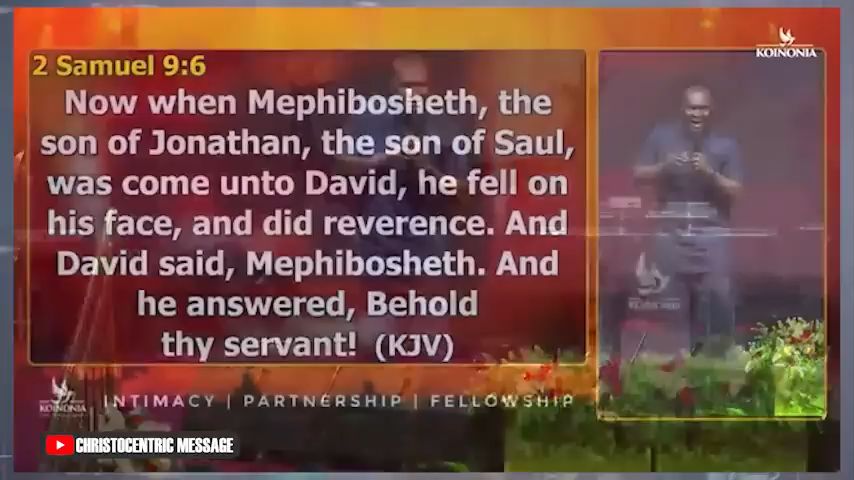 KOINONIA
2 Samuel 9:6
Now when Mephibosheth, the
son of Jonathan, the son of Saul,
was come unto David, he fell on
his face, and did reverence. And
David said, Mephibosheth. And
he answered, Behold
thy servant! (KJV)
KOINONIA
KOINONIA
INTIMACY | PARTNERSHIP | FELLOWSHIP
CHRISTOCENTRIC MESSAGE